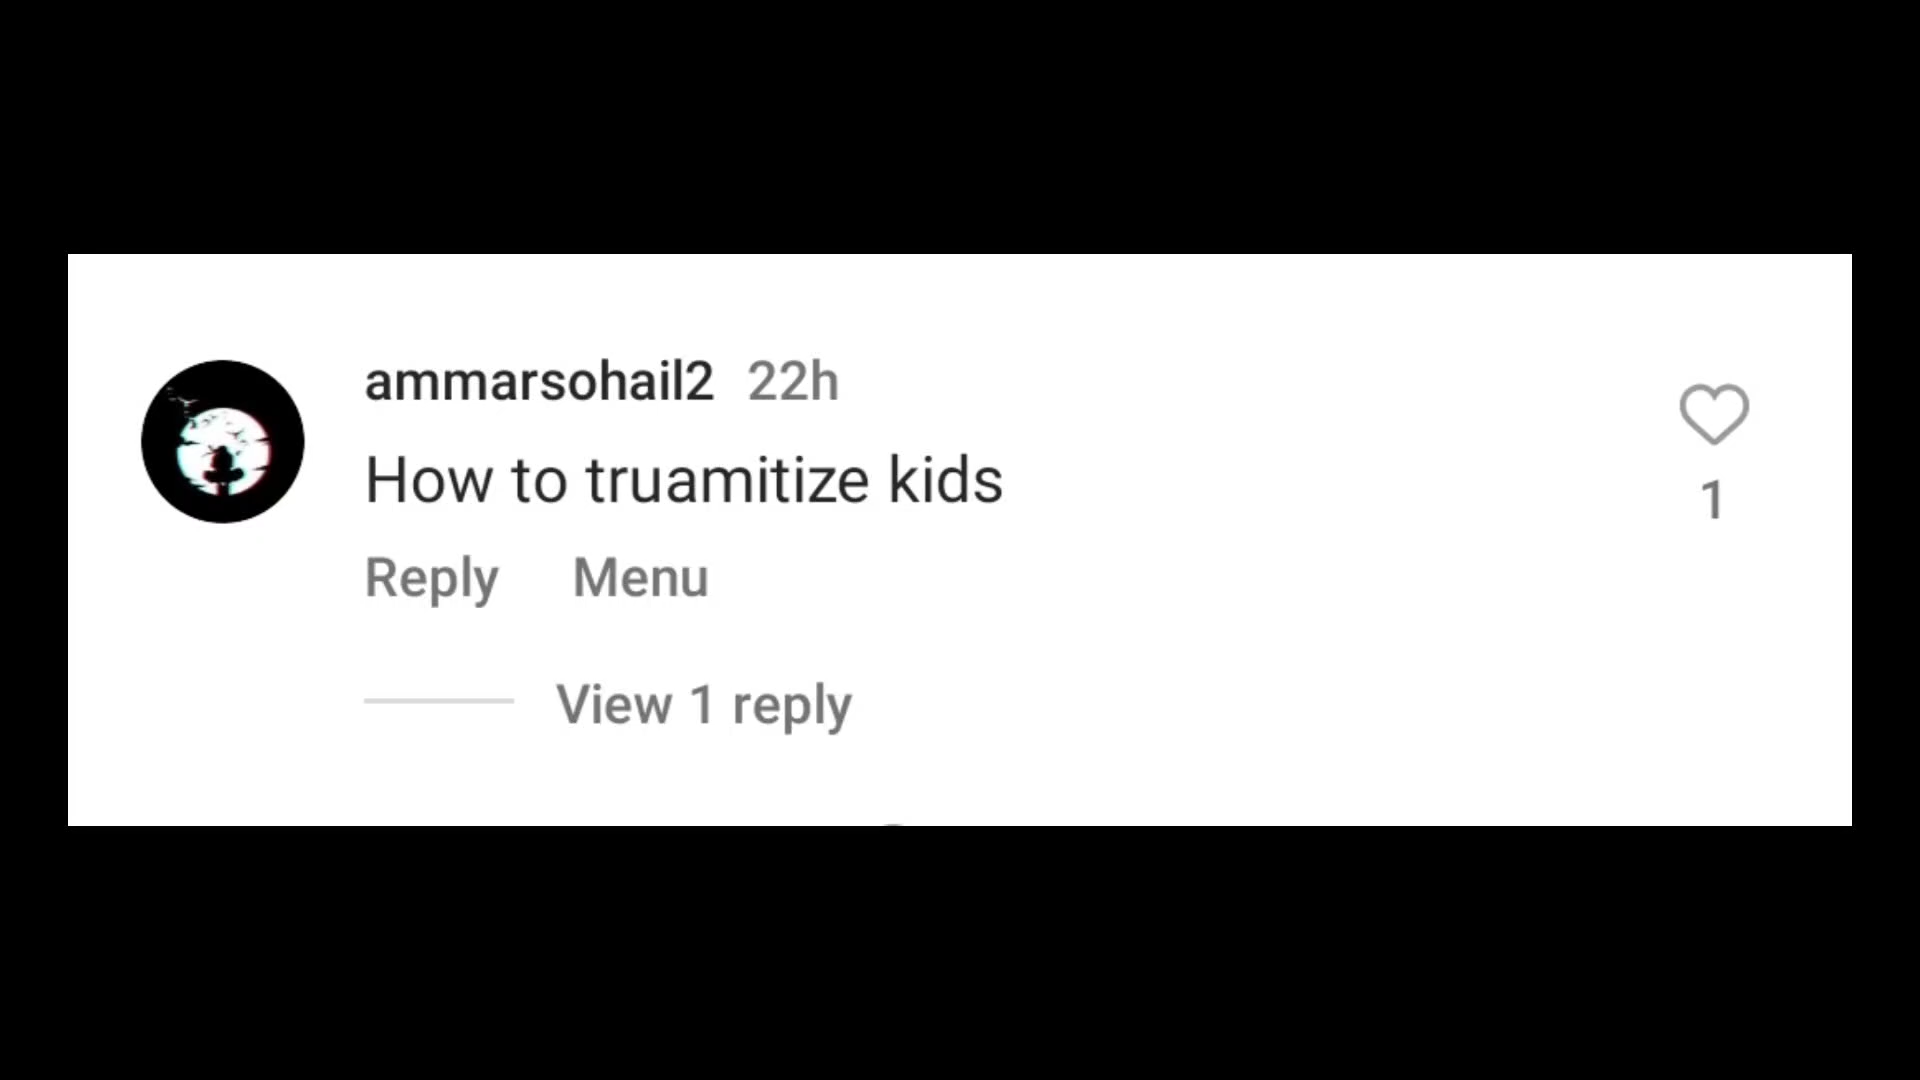 ammarsohail2 22h
How to truamitize kids
1
Reply Menu
View 1 reply